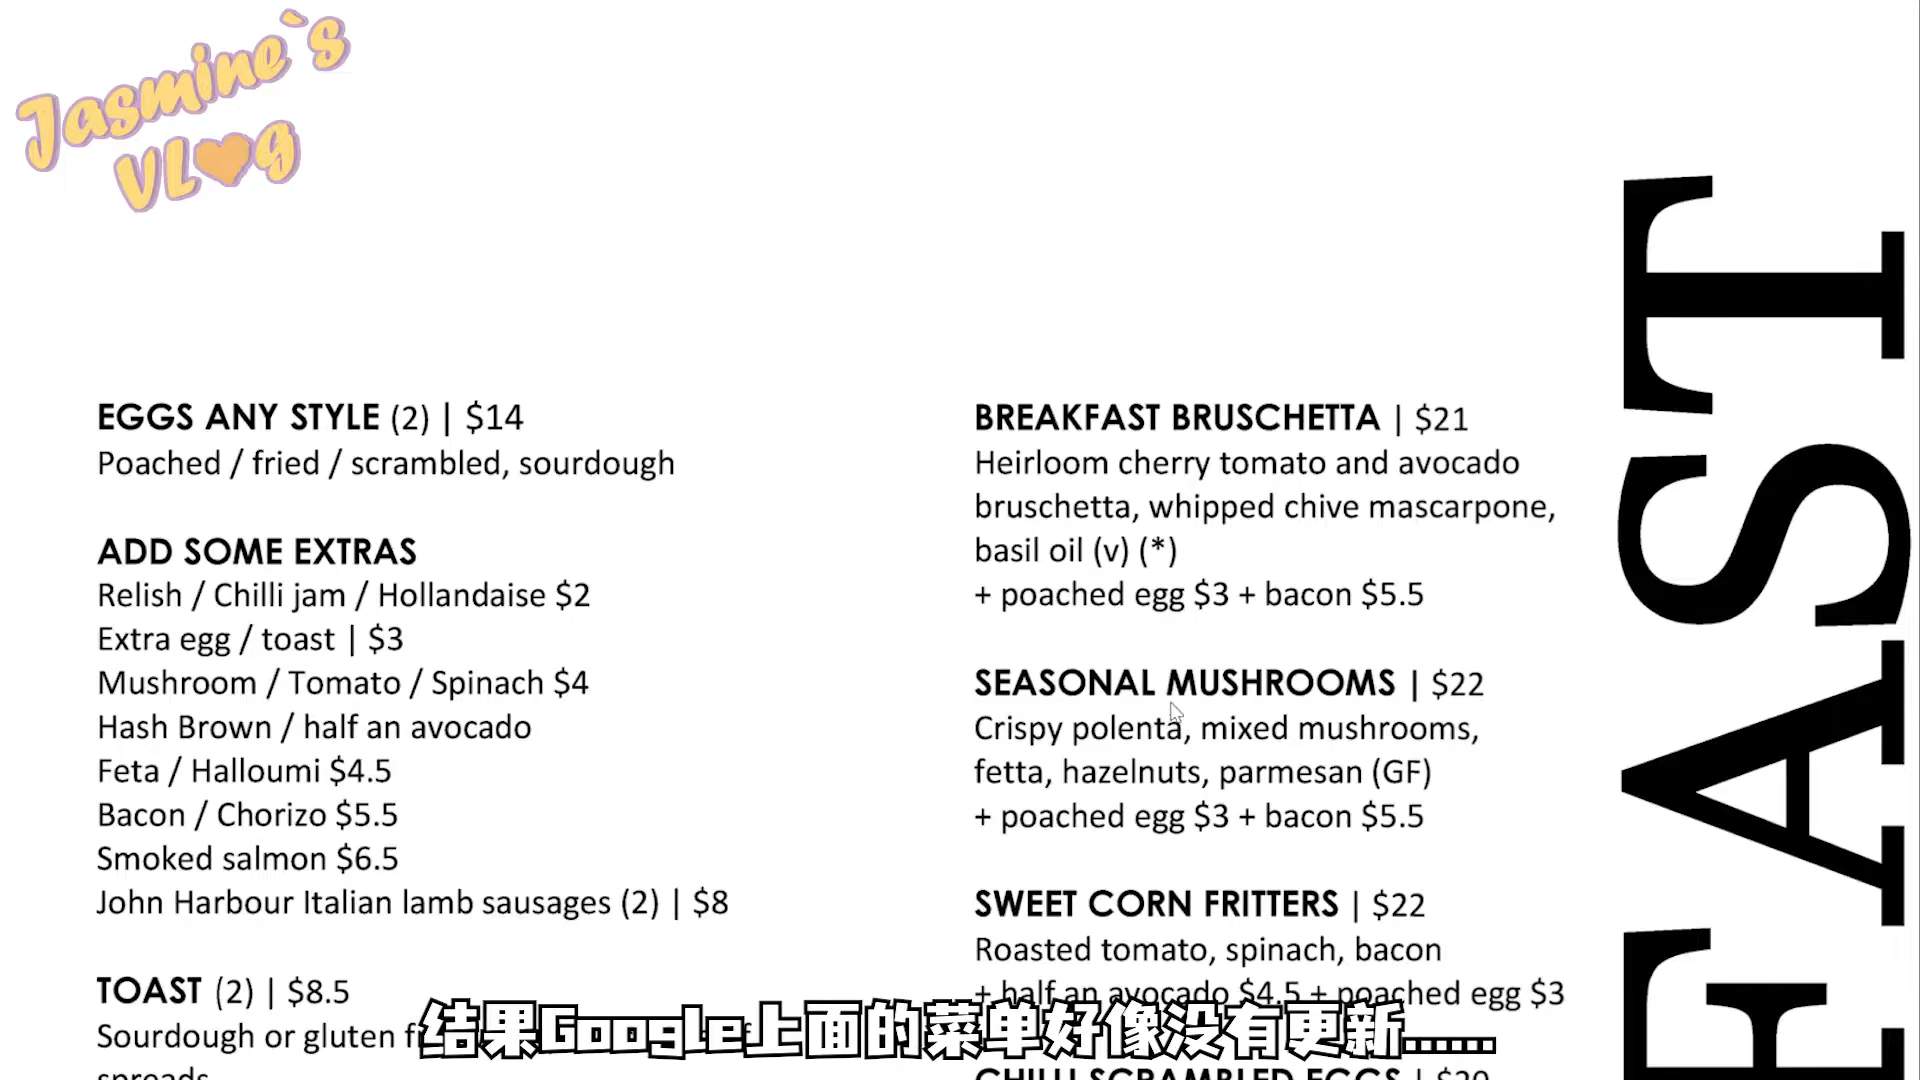 Jasmine`s
VLog
EGGS ANY STYLE (2) | $14
Poached / fried / scrambled, sourdough
ADD SOME EXTRAS
Relish / Chilli jam / Hollandaise $2
Extra egg / toast | $3
Mushroom / Tomato / Spinach $4
Hash Brown / half an avocado
Feta / Halloumi $4.5
Bacon / Chorizo $5.5
Smoked salmon $6.5
John Harbour Italian lamb sausages (2) | $8
TOAST (2) | $8.5
Sourdough or gluten
spreads
BREAKFAST BRUSCHETTA | $21
Heirloom cherry tomato and avocado
bruschetta, whipped chive mascarpone,
basil oil (v) (*)
+ poached egg $3 + bacon $5.5
SEASONAL MUSHROOMS | $22
Crispy polenta, mixed mushrooms,
fetta, hazelnuts, parmesan (GF)
+ poached egg $3 + bacon $5.5
SWEET CORN FRITTERS | $22
Roasted tomato, spinach, bacon
+ half an avocado $4.5 + poached egg $3
CHILLI SCRAMBLED EGGS | $20
FAST
结果Google上面的菜单好像没有更新......